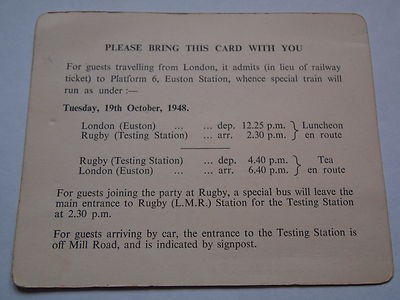 PLEASE BRING THIS CARD WITH YOU
For guests travelling from London, it admits (in lieu of railway
ticket) to Platform 6, Euston Station, whence special train will
run as under :—
Tuesday, 19th October, 1948.
London (Euston) ... ... dep. 12.25 p.m. } Luncheon
Rugby (Testing Station) ... arr. 2.30 p.m. } en route
Rugby (Testing Station) ... dep. 4.40 p.m. } Tea
London (Euston) ... ... arr. 6.40 p.m. } en route
For guests joining the party at Rugby, a special bus will leave the
main entrance to Rugby (L.M.R.) Station for the Testing Station
at 2.30 p.m.
For guests arriving by car, the entrance to the Testing Station is
off Mill Road, and is indicated by signpost.